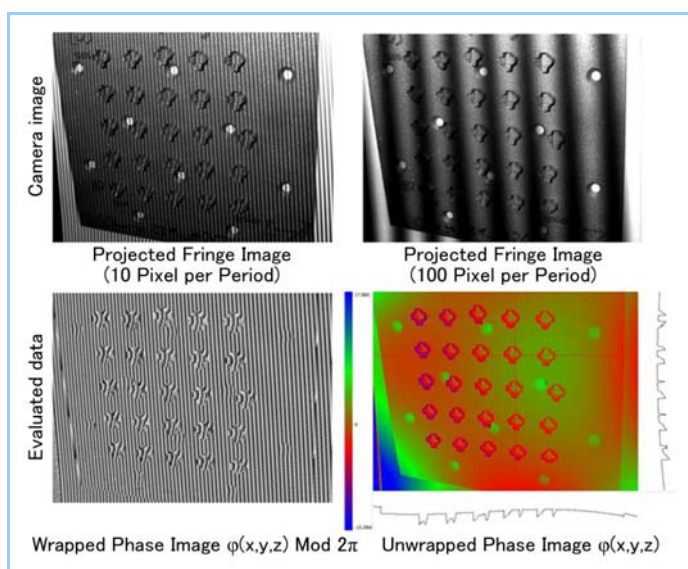 Camera image
Projected Fringe Image
(10 Pixel per Period)
Projected Fringe Image
(100 Pixel per Period)
Evaluated data
Wrapped Phase Image φ(x,y,z) Mod 2π
Unwrapped Phase Image φ(x,y,z)